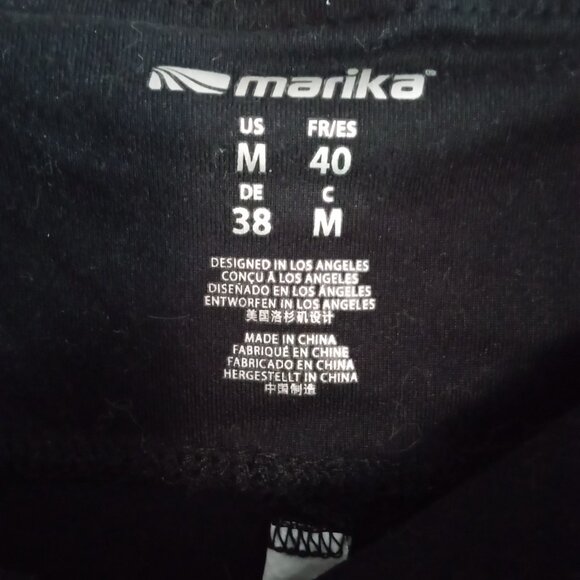 marika™
US FR/ES
M 40
DE C
38 M
DESIGNED IN LOS ANGELES
CONÇU À LOS ANGELES
DISEÑADO EN LOS ÁNGELES
ENTWORFEN IN LOS ANGELES
美国洛杉矶设计
MADE IN CHINA
FABRIQUÉ EN CHINE
FABRICADO EN CHINA
HERGESTELLT IN CHINA
中国制造